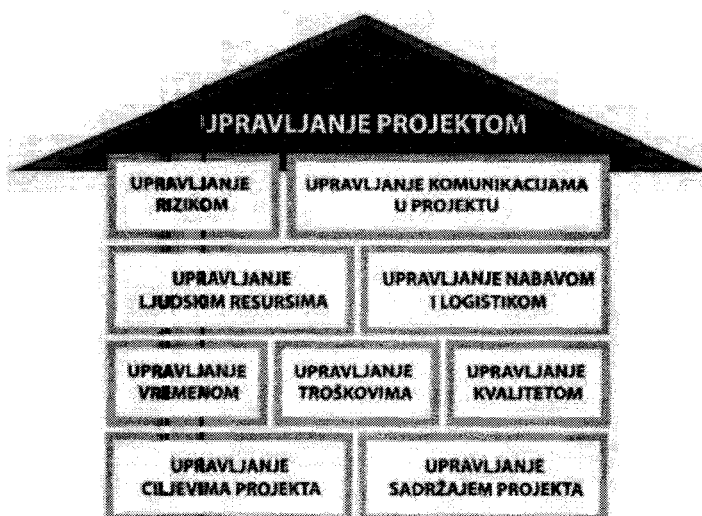 UPRAVLJANJE PROJEKTOM
UPRAVLJANJE
RIZIKOM
UPRAVLJANJE KOMUNIKACIJAMA
U PROJEKTU
UPRAVLJANJE
LJUDSKIM RESURSIMA
UPRAVLJANJE NABAVOM
I LOGISTIKOM
UPRAVLJANJE
VREMENOM
UPRAVLJANJE
TROŠKOVIMA
UPRAVLJANJE
KVALITETOM
UPRAVLJANJE
CILJEVIMA PROJEKTA
UPRAVLJANJE
SADRŽAJEM PROJEKTA